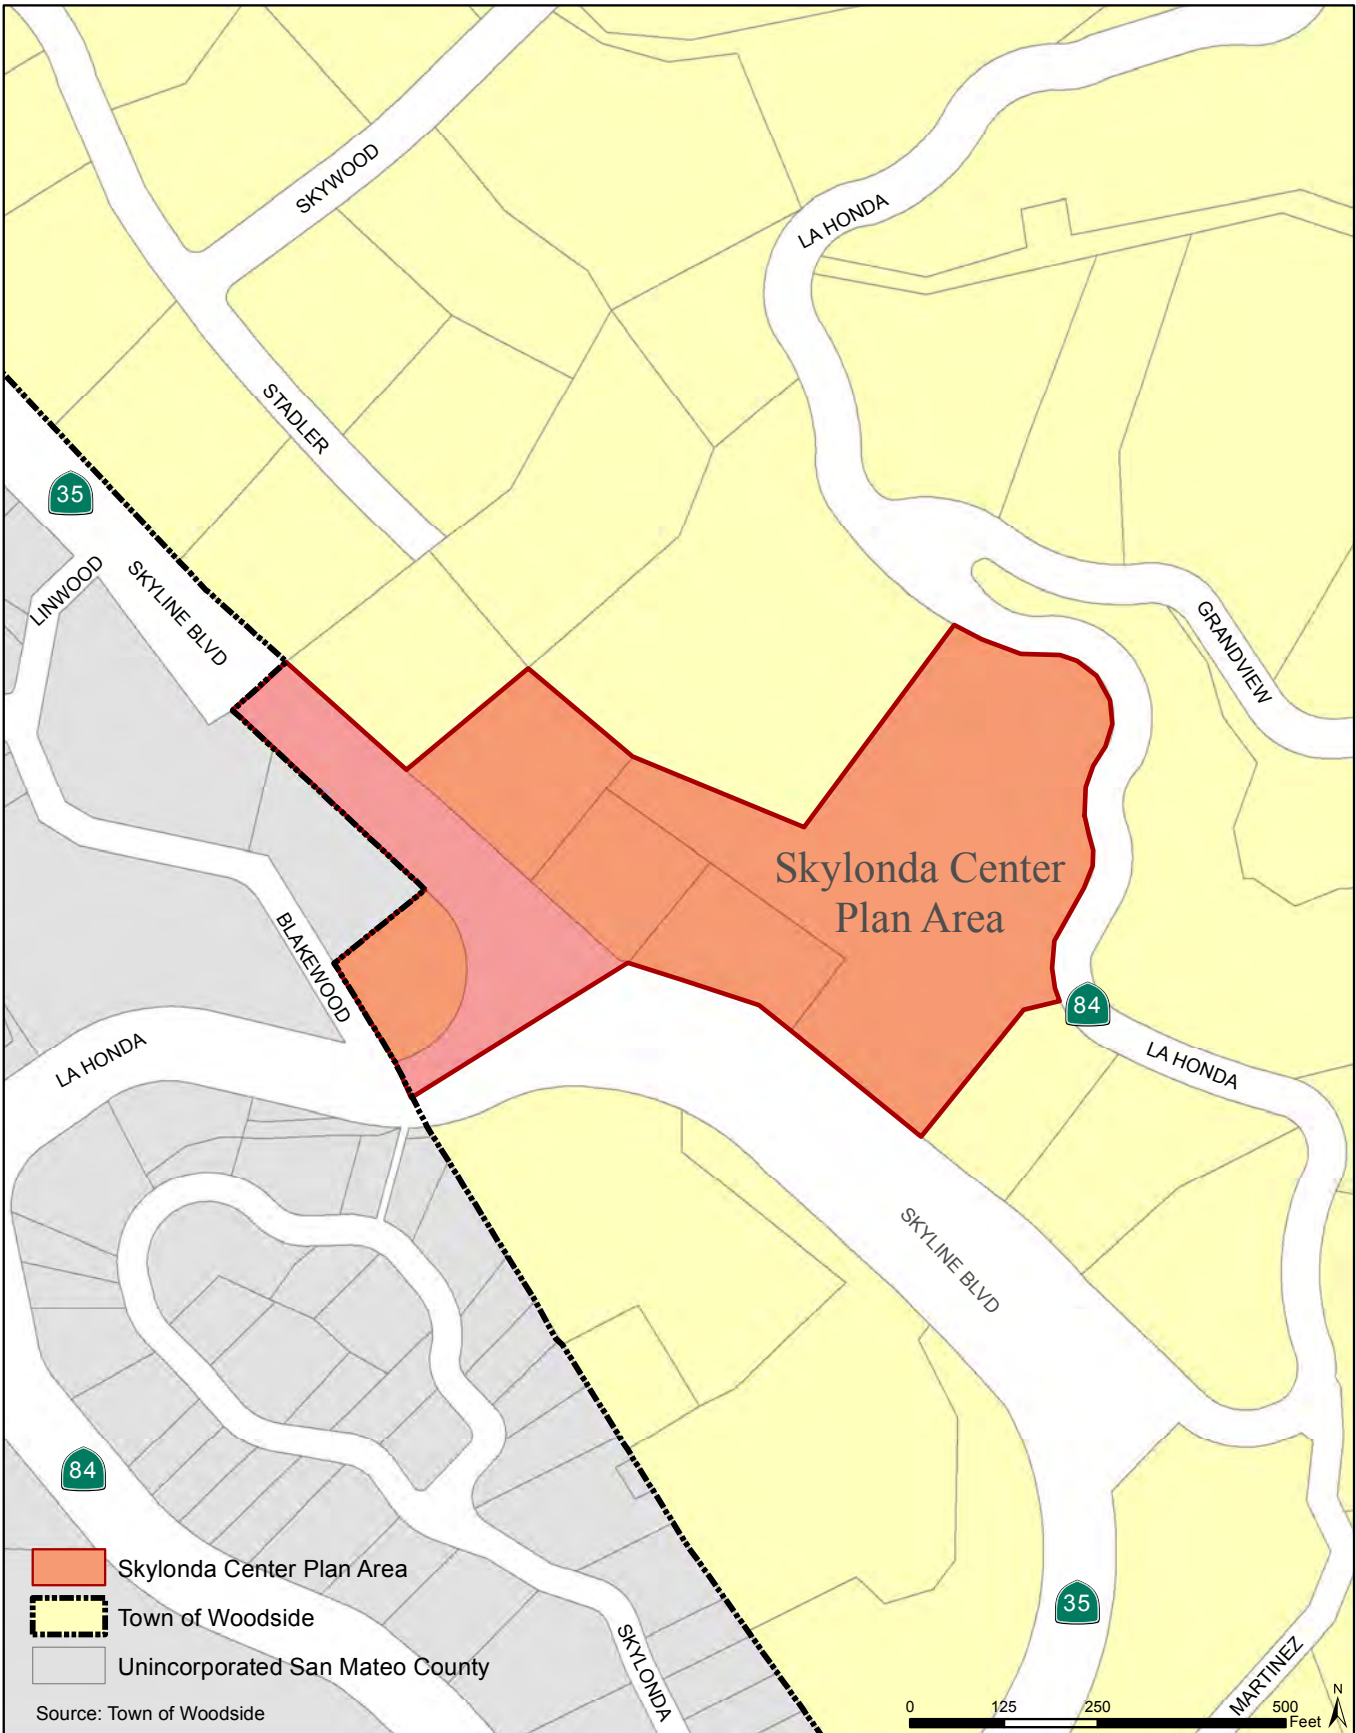 SKYWOOD
LA HONDA
STADLER
35
LINWOOD
SKYLINE BLVD
GRANDVIEW
Skylonda Center
Plan Area
BLAKEWOOD
84
LA HONDA
LA HONDA
SKYLINE BLVD
84
35
SKYLONDA
MARTINEZ
Skylonda Center Plan Area
Town of Woodside
Unincorporated San Mateo County
Source: Town of Woodside
0 125 250 500
Feet
N